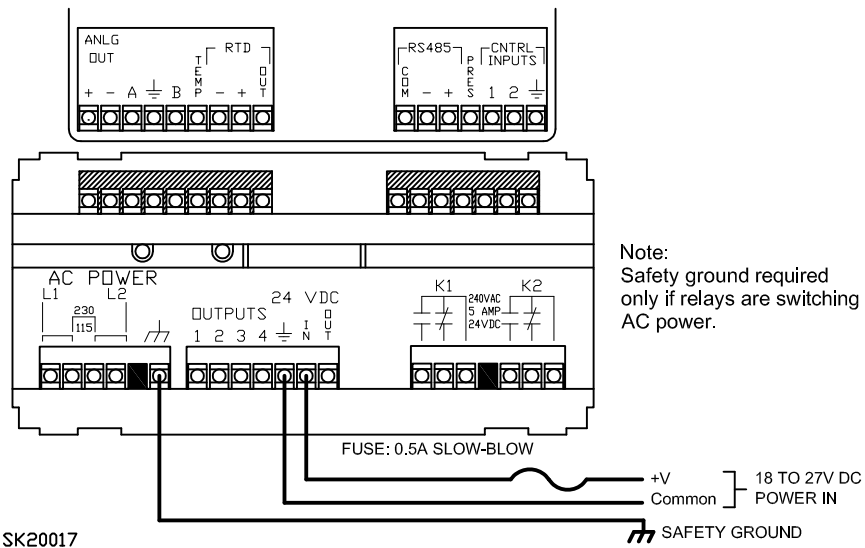 ANLG
OUT
TEMP
RTD
OUT
+ - A B - +
RS485
CNTRL
INPUTS
COM
PRES
- + 1 2
AC POWER
L1 L2
230
115
24 VDC
OUTPUTS
1 2 3 4
IN
OUT
K1 K2
240VAC
5 AMP
24VDC
Note:
Safety ground required
only if relays are switching
AC power.
FUSE: 0.5A SLOW-BLOW
+V
Common
18 TO 27V DC
POWER IN
SAFETY GROUND
SK20017